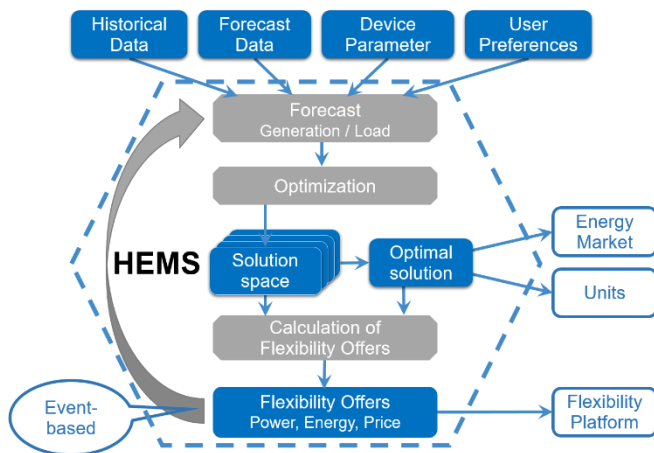 Historical
Data
Forecast
Data
Device
Parameter
User
Preferences
Forecast
Generation / Load
Optimization
HEMS
Solution
space
Optimal
solution
Energy
Market
Units
Calculation of
Flexibility Offers
Event-
based
Flexibility Offers
Power, Energy, Price
Flexibility
Platform